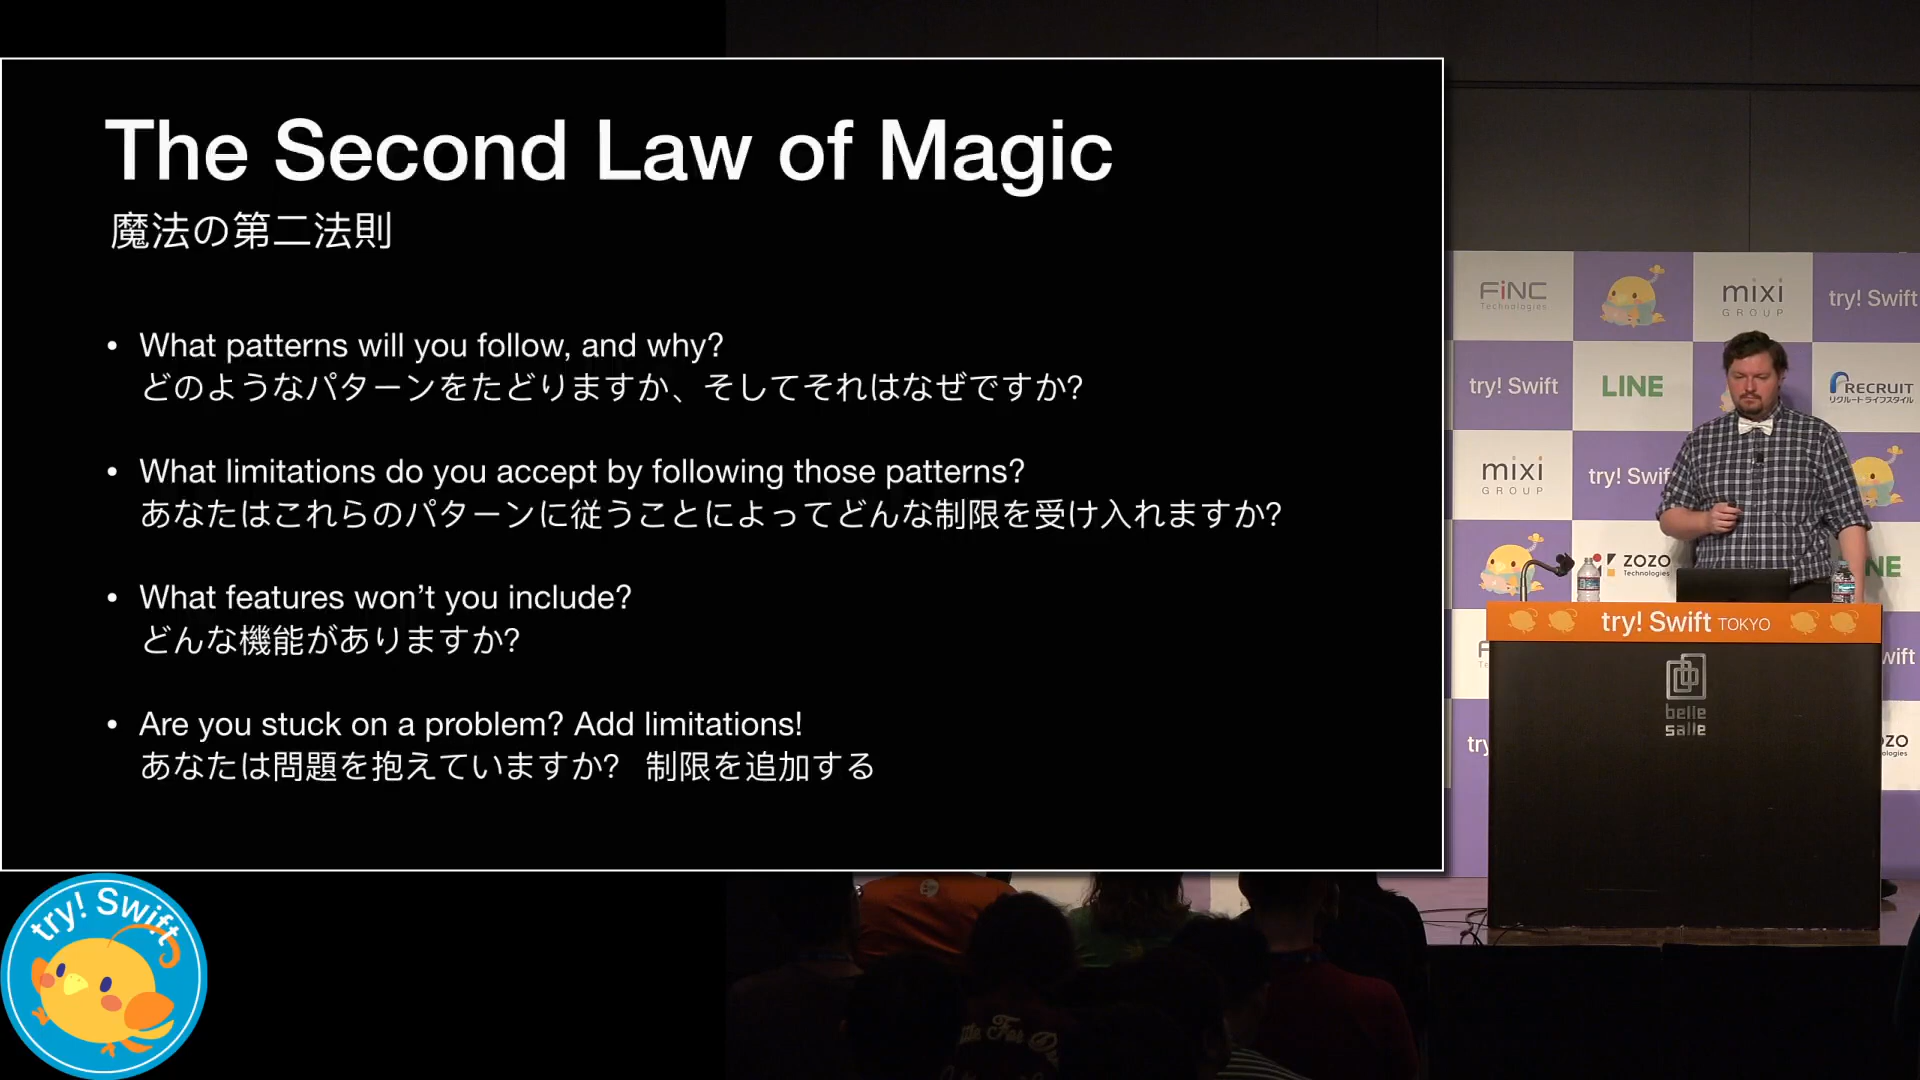 The Second Law of Magic
魔法の第二法則
• What patterns will you follow, and why?
どのようなパターンをたどりますか、そしてそれはなぜですか?
• What limitations do you accept by following those patterns?
あなたはこれらのパターンに従うことによってどんな制限を受け入れますか?
• What features won’t you include?
どんな機能がありますか?
• Are you stuck on a problem? Add limitations!
あなたは問題を抱えていますか? 制限を追加する
FiNC
Technologies
mixi
GROUP
try! Swift
try! Swift
LINE
RECRUIT
リクルートライフスタイル
mixi
GROUP
try! Swif
ZOZO
Technologies
NE
try! Swift TOKYO
wift
belle
salle
try
ZO
ologies
try! Swift
For